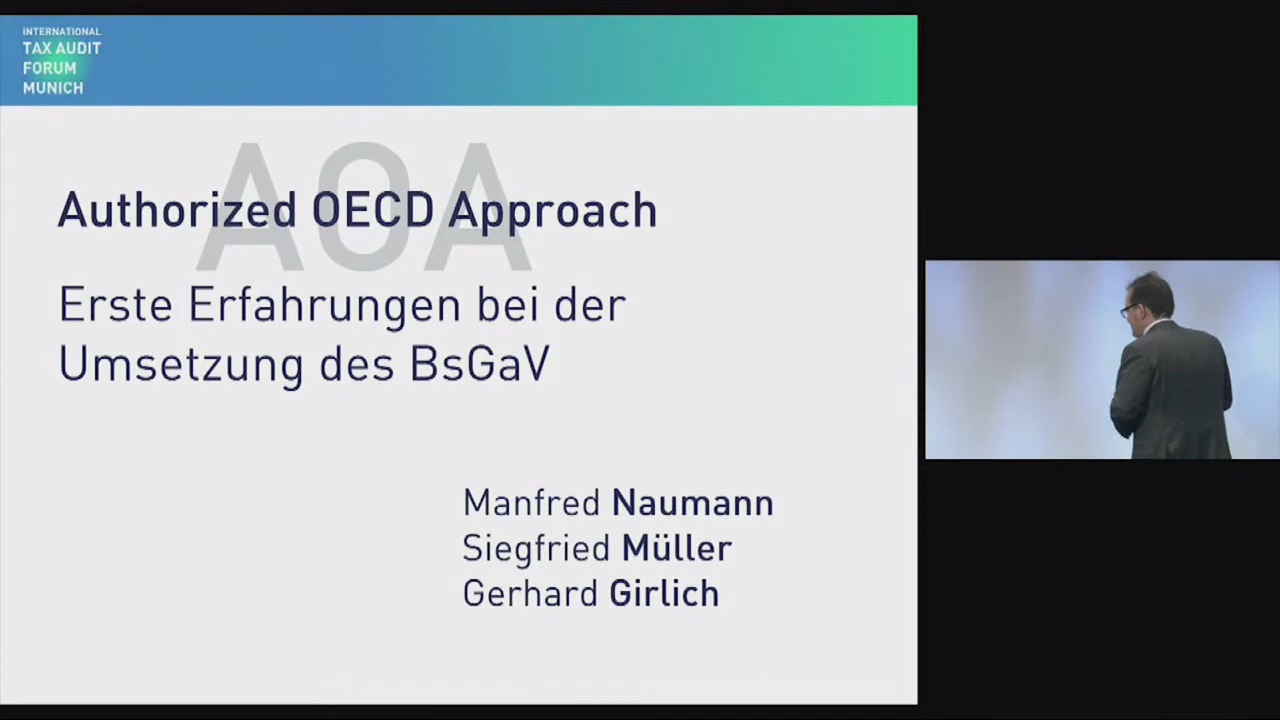 INTERNATIONAL
TAX AUDIT
FORUM
MUNICH
AOA
Authorized OECD Approach
Erste Erfahrungen bei der
Umsetzung des BsGaV
Manfred Naumann
Siegfried Müller
Gerhard Girlich